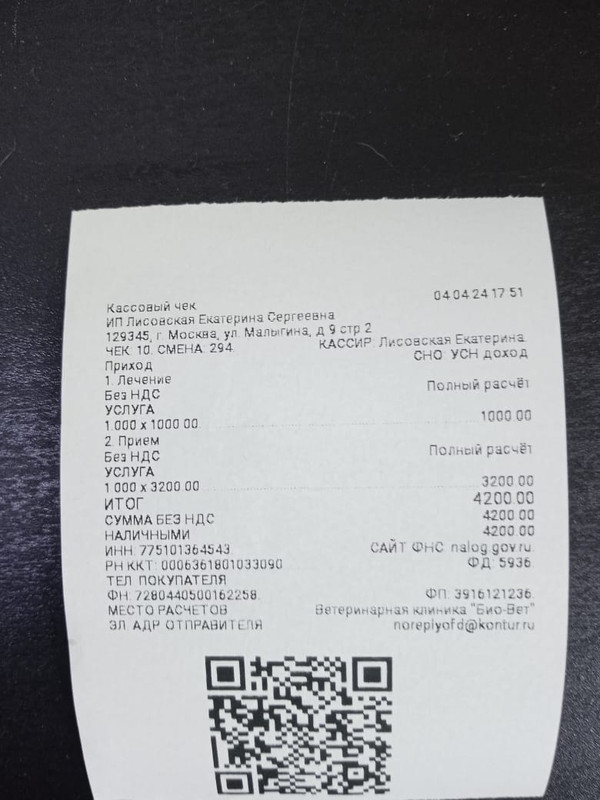 Кассовый чек 04.04.24 17:51
ИП Лисовская Екатерина Сергеевна
129345, г. Москва, ул. Малыгина, д 9 стр 2
ЧЕК: 10. СМЕНА: 294. КАССИР: Лисовская Екатерина
Приход СНО: УСН доход
1. Лечение
Без НДС Полный расчёт
УСЛУГА
1.000 x 1000.00 1000.00
2. Прием
Без НДС Полный расчёт
УСЛУГА
1.000 x 3200.00 3200.00
ИТОГ 4200.00
СУММА БЕЗ НДС 4200.00
НАЛИЧНЫМИ 4200.00
ИНН: 775101364543. САЙТ ФНС: nalog.gov.ru.
РН ККТ: 0006361801033090 ФД: 5936.
ТЕЛ. ПОКУПАТЕЛЯ
ФН: 7280440500162258. ФП: 3916121236.
МЕСТО РАСЧЕТОВ Ветеринарная клиника "Био-Вет"
ЭЛ. АДР. ОТПРАВИТЕЛЯ noreplyofd@kontur.ru